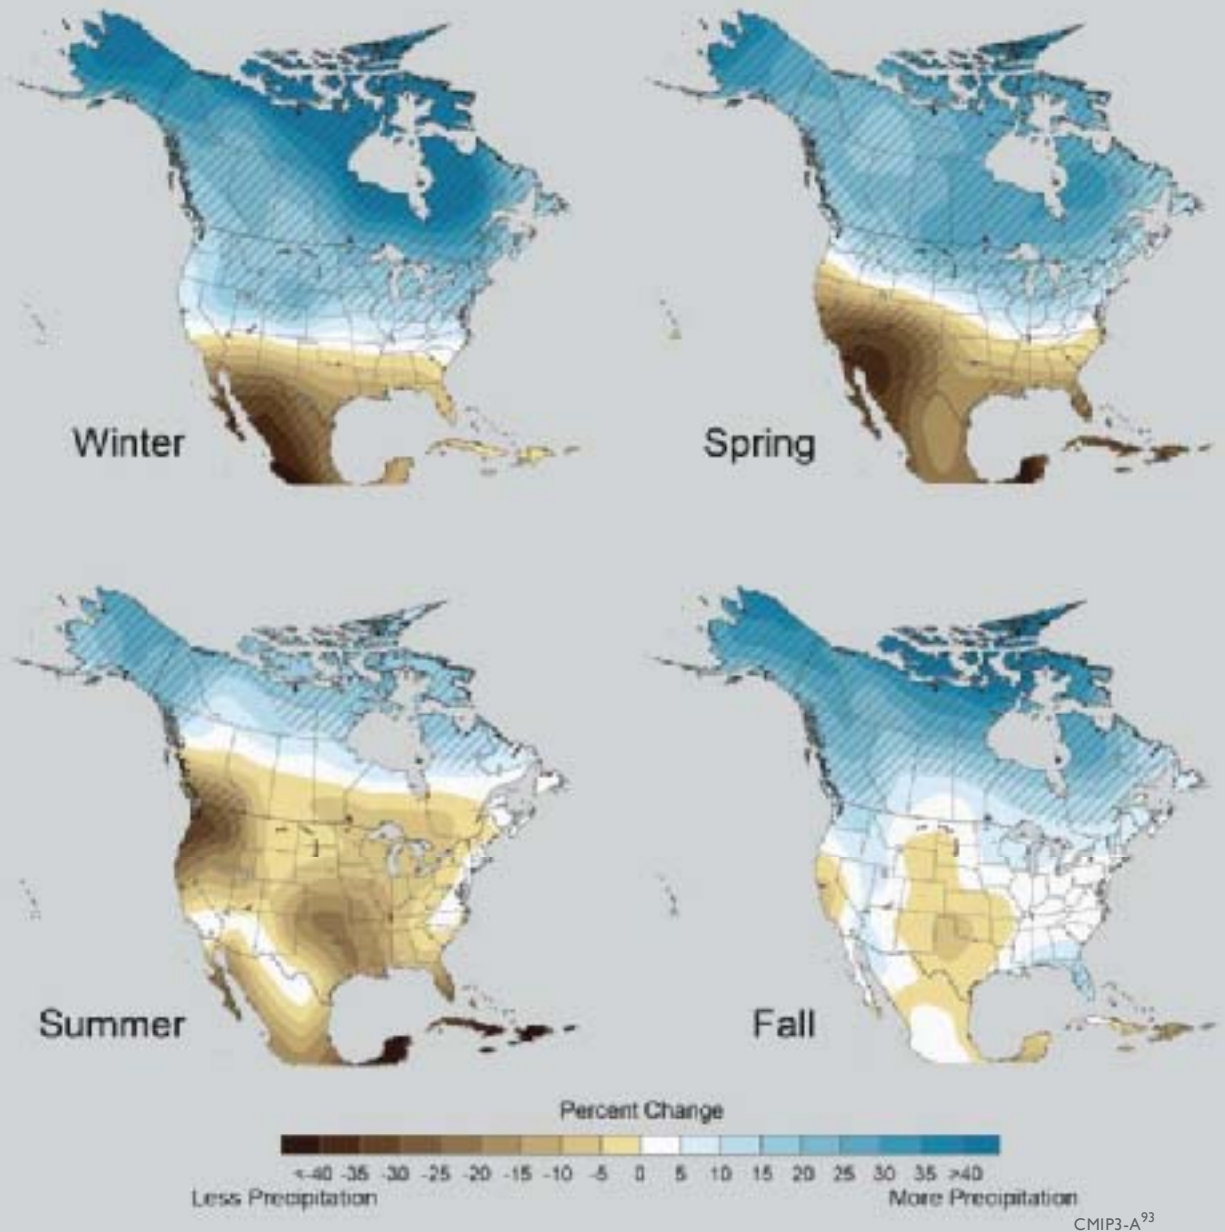 Winter
Spring
Summer
Fall
Percent Change
<-40 -35 -30 -25 -20 -15 -10 -5 0 5 10 15 20 25 30 35 >40
Less Precipitation
More Precipitation
CMIP3-A93